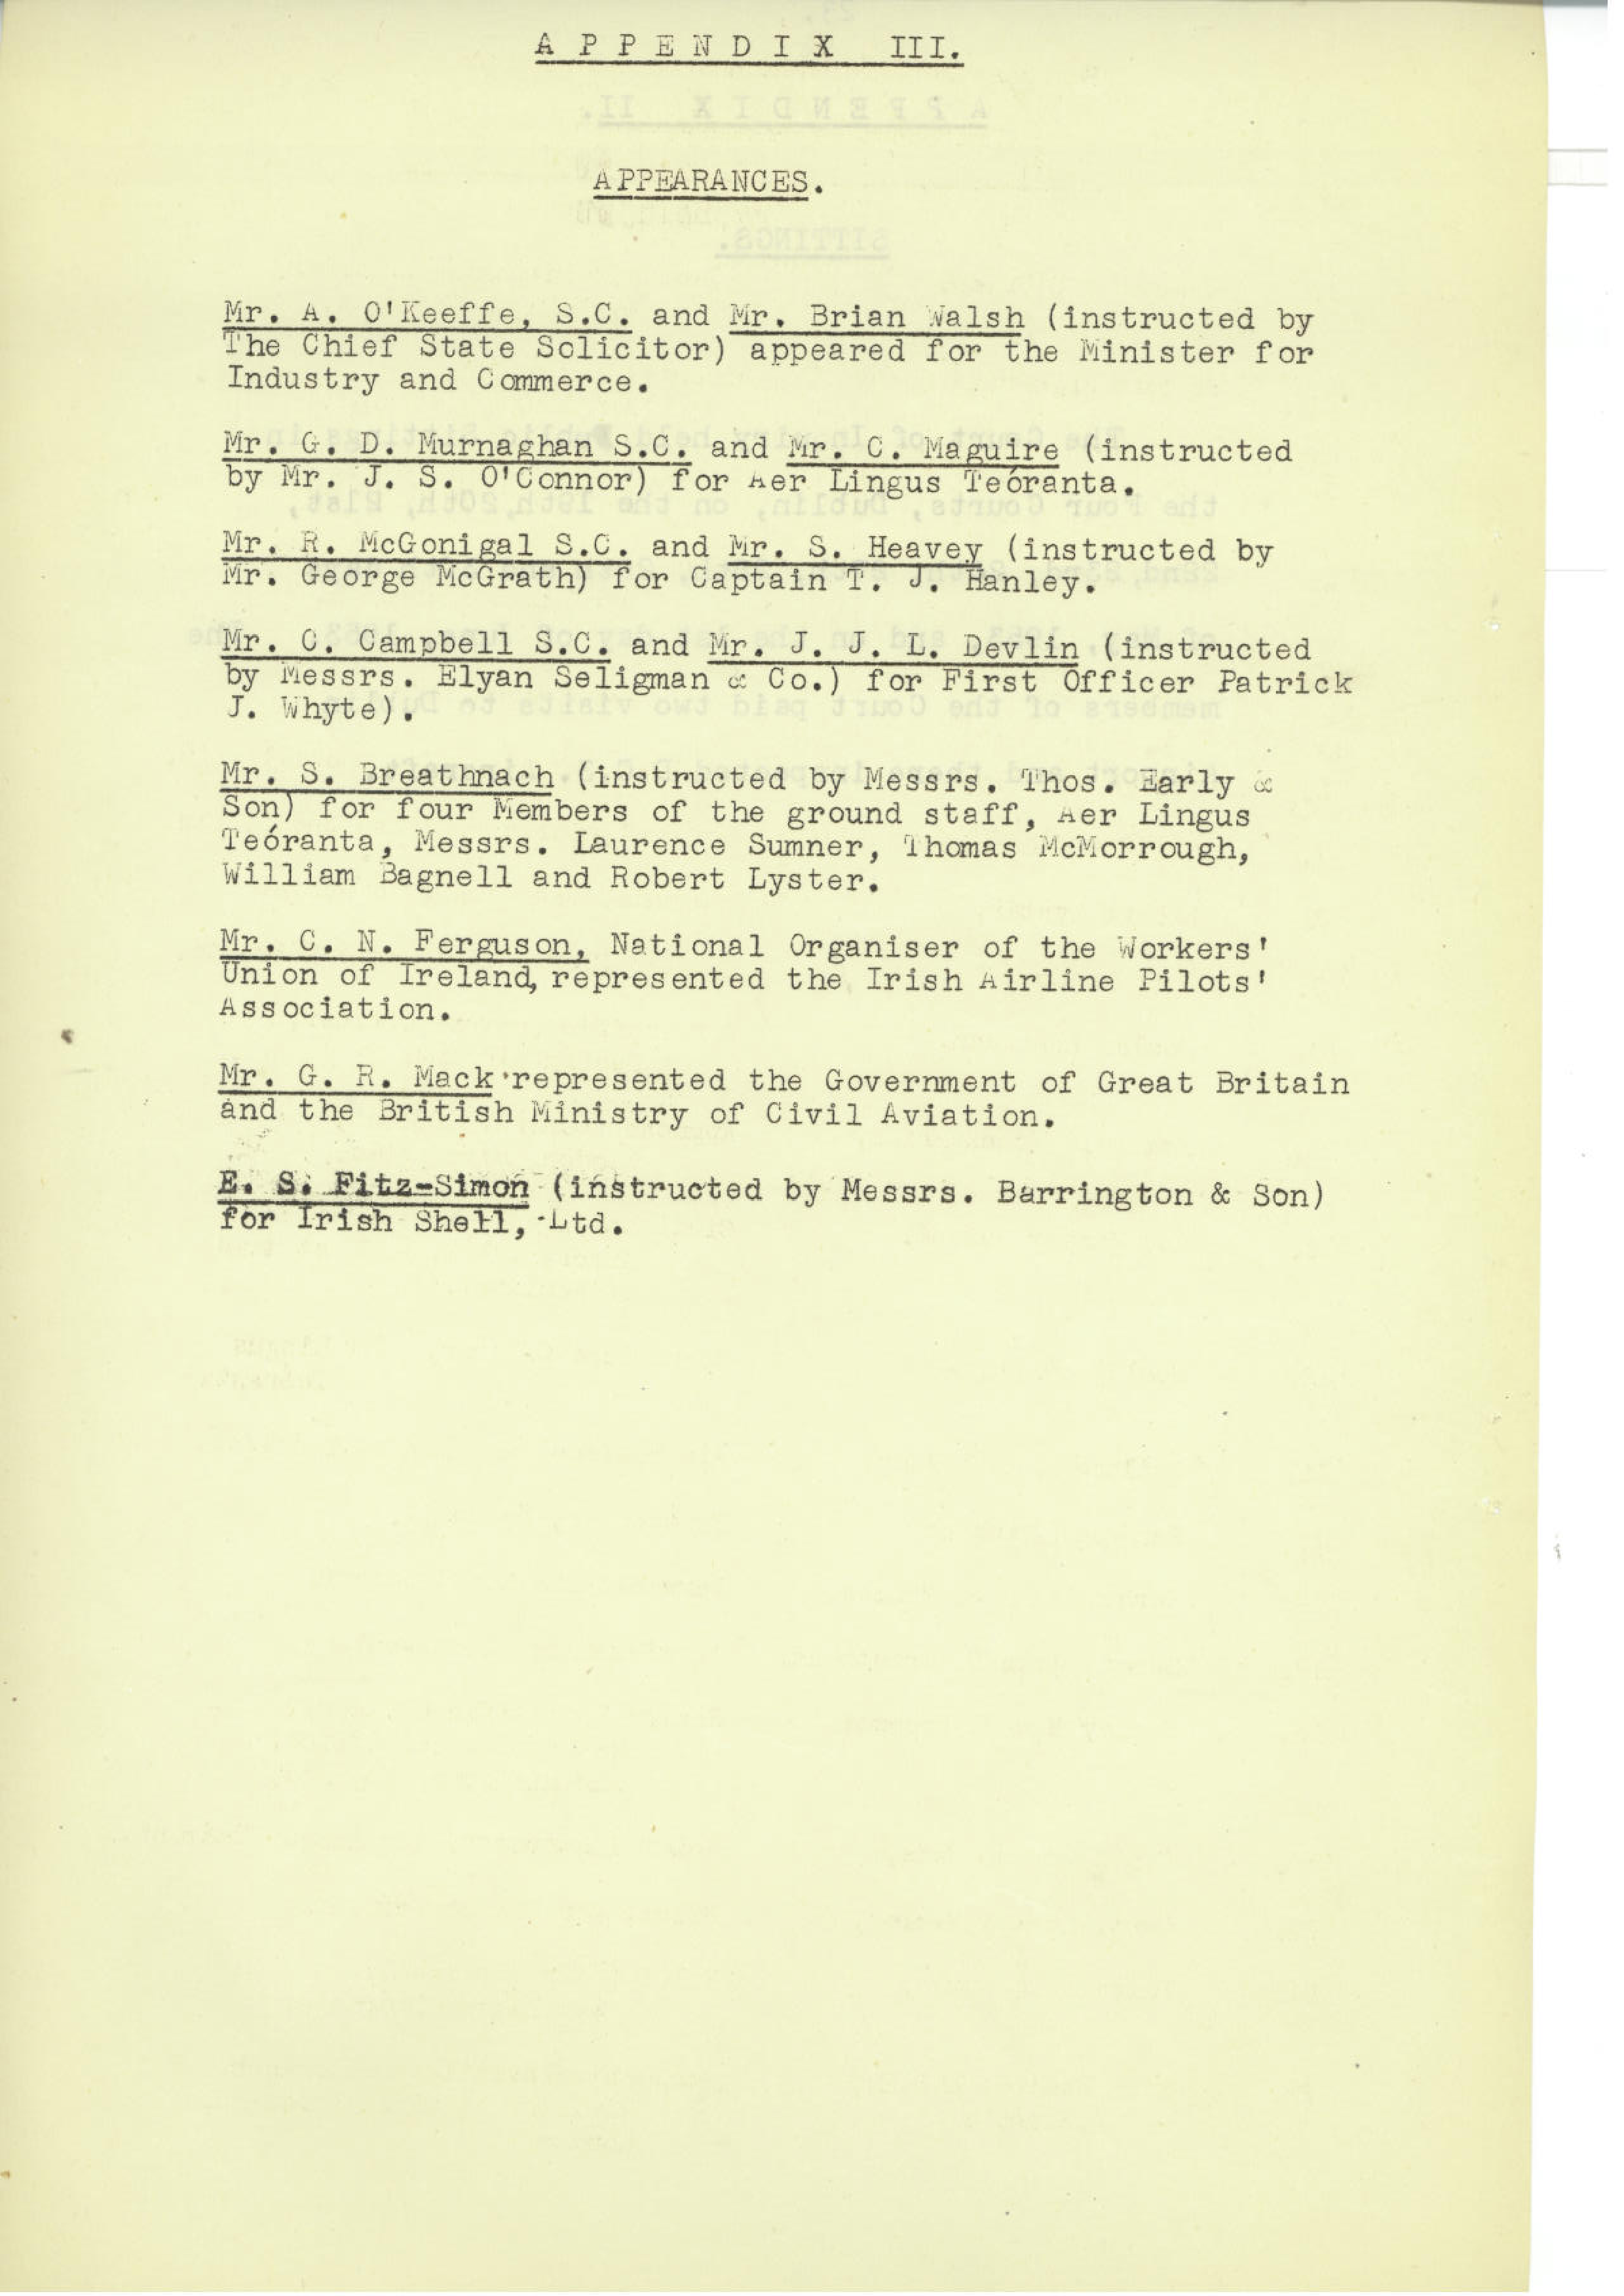 APPENDIX III.
APPEARANCES.
Mr. A. O'Keeffe, S.C. and Mr. Brian Walsh (instructed by
The Chief State Solicitor) appeared for the Minister for
Industry and Commerce.
Mr. G. D. Murnaghan S.C. and Mr. C. Maguire (instructed
by Mr. J. S. O'Connor) for Aer Lingus Teóranta.
Mr. R. McGonigal S.C. and Mr. S. Heavey (instructed by
Mr. George McGrath) for Captain T. J. Hanley.
Mr. C. Campbell S.C. and Mr. J. J. L. Devlin (instructed
by Messrs. Elyan Seligman & Co.) for First Officer Patrick
J. Whyte).
Mr. S. Breathnach (instructed by Messrs. Thos. Early &
Son) for four Members of the ground staff, Aer Lingus
Teóranta, Messrs. Laurence Sumner, Thomas McMorrough,
William Bagnell and Robert Lyster.
Mr. C. N. Ferguson, National Organiser of the Workers'
Union of Ireland, represented the Irish Airline Pilots'
Association.
Mr. G. R. Mack represented the Government of Great Britain
and the British Ministry of Civil Aviation.
E. S. Fitz-Simon (instructed by Messrs. Barrington & Son)
for Irish Shell, Ltd.